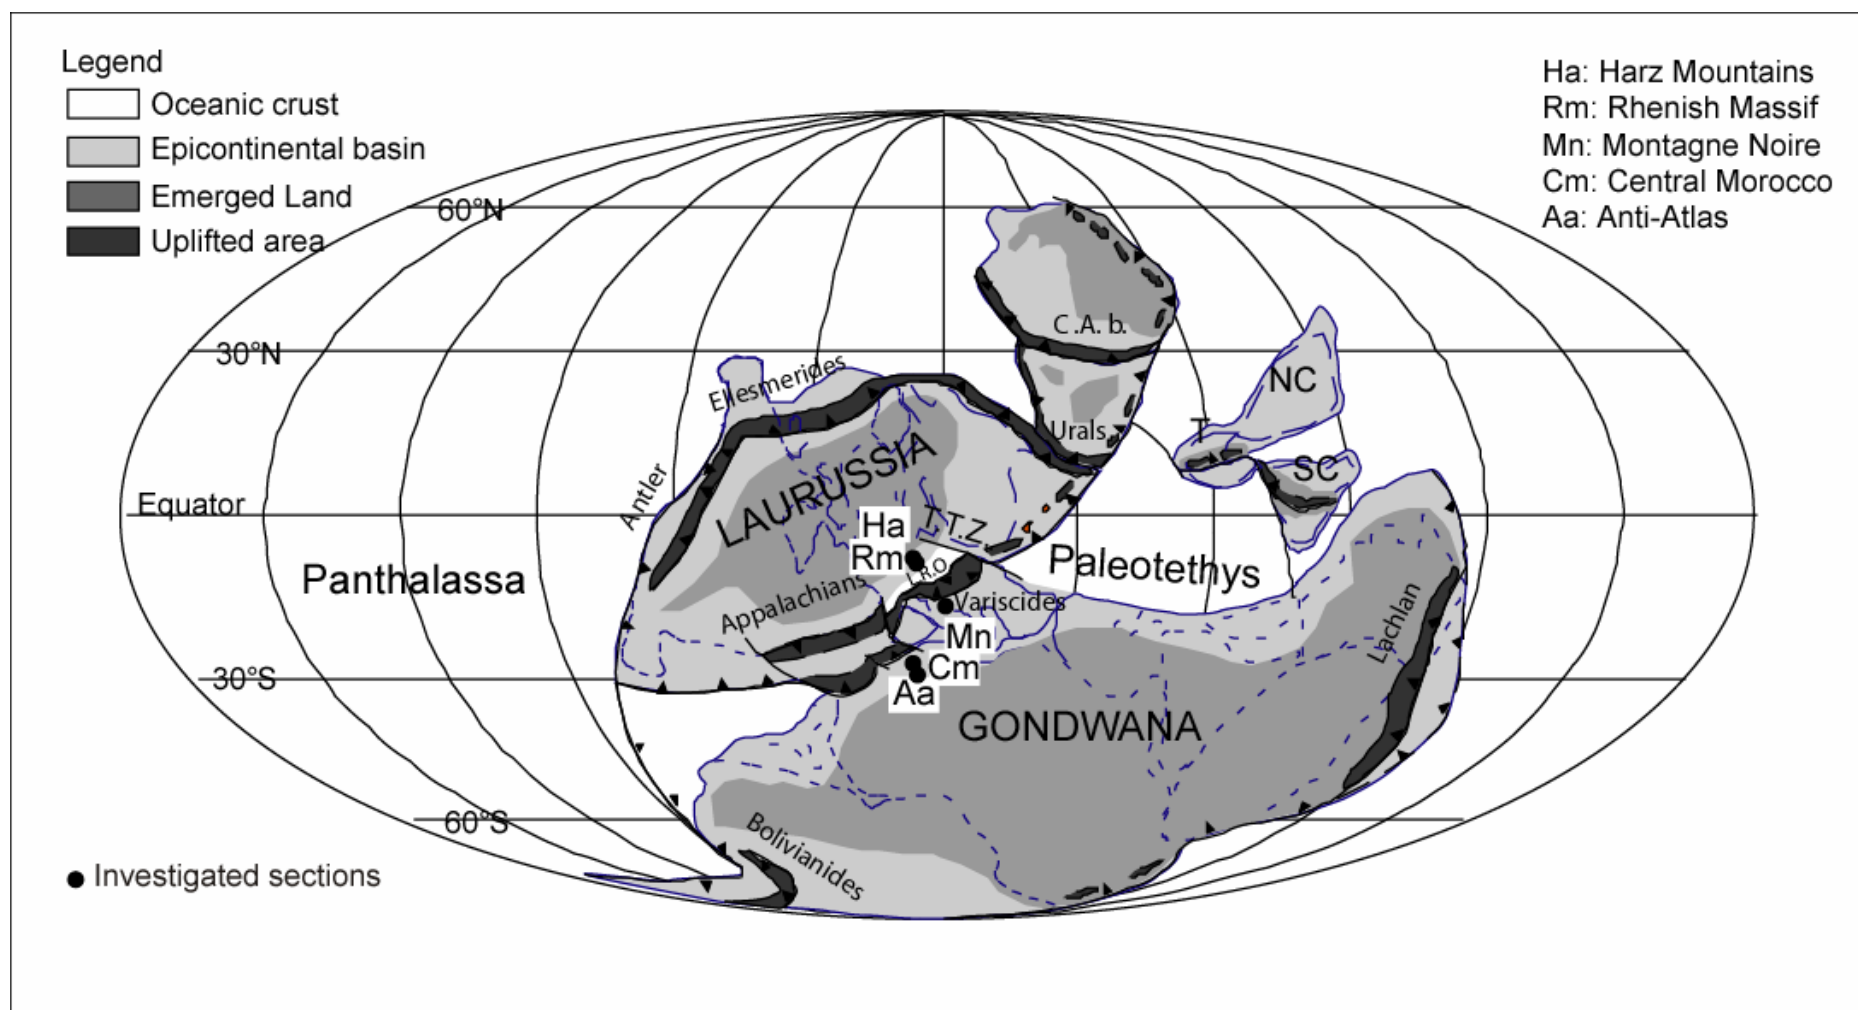 Legend
Oceanic crust
Epicontinental basin
Emerged Land
Uplifted area
Ha: Harz Mountains
Rm: Rhenish Massif
Mn: Montagne Noire
Cm: Central Morocco
Aa: Anti-Atlas
60°N
30°N
Equator
30°S
60°S
C.A.b.
Urals
Ellesmerides
Antler
LAURUSSIA
NC
T
SC
T.T.Z.
Ha
Rm
L.R.O
Panthalassa
Paleotethys
Appalachians
Variscides
Mn
Cm
Aa
Lachlan
GONDWANA
Bolivianides
Investigated sections